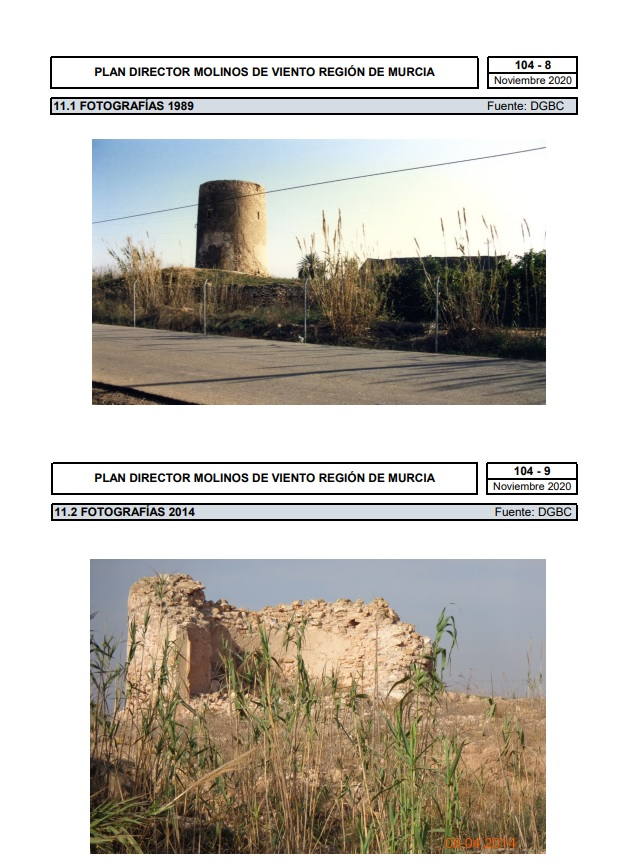 PLAN DIRECTOR MOLINOS DE VIENTO REGIÓN DE MURCIA
104 - 8
Noviembre 2020
11.1 FOTOGRAFÍAS 1989 Fuente: DGBC
PLAN DIRECTOR MOLINOS DE VIENTO REGIÓN DE MURCIA
104 - 9
Noviembre 2020
11.2 FOTOGRAFÍAS 2014 Fuente: DGBC